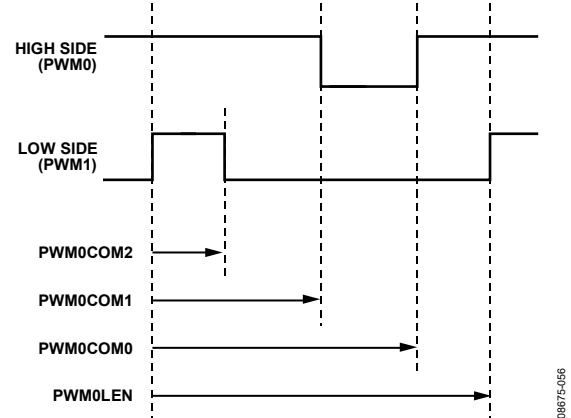 HIGH SIDE
(PWM0)
LOW SIDE
(PWM1)
PWM0COM2
PWM0COM1
PWM0COM0
PWM0LEN
08675-056